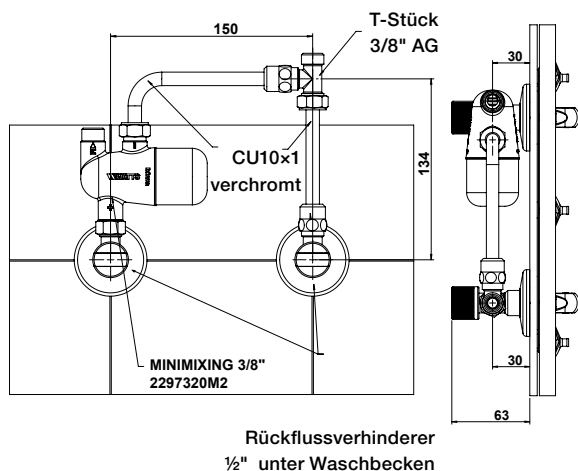 150
T-Stück
3/8" AG
30
CU10×1
verchromt
134
WATTS
MINIMIXING 3/8"
2297320M2
30
63
Rückflussverhinderer
½" unter Waschbecken